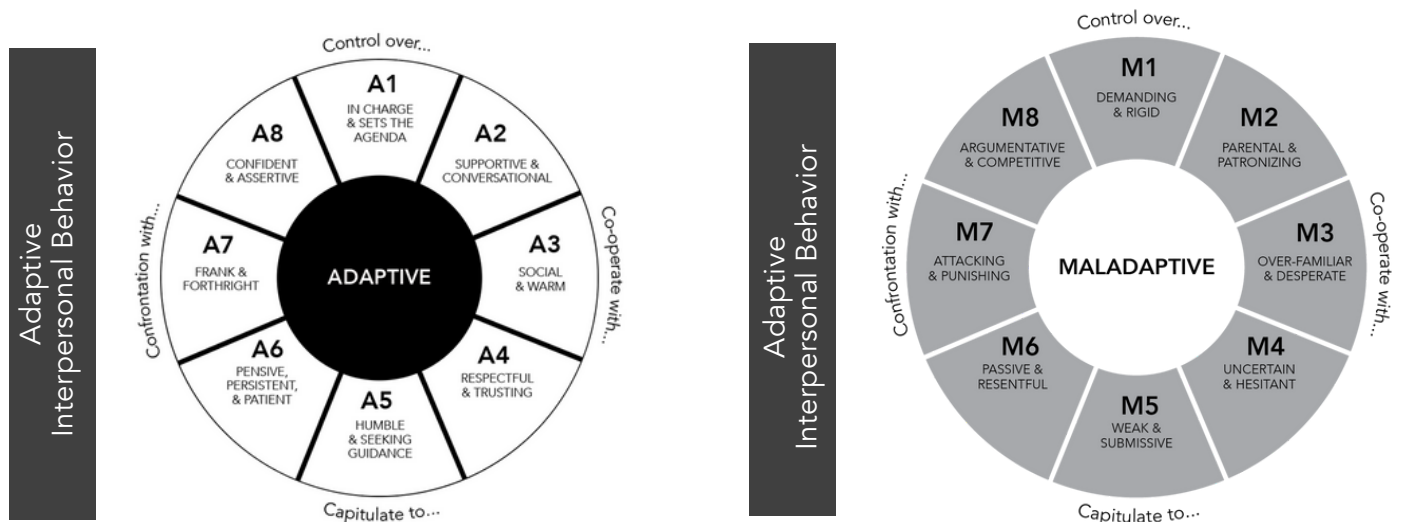 Adaptive
Interpersonal Behavior
Control over...
A1
IN CHARGE
& SETS THE
AGENDA
A2
SUPPORTIVE &
CONVERSATIONAL
Co-operate with...
A3
SOCIAL
& WARM
A4
RESPECTFUL
& TRUSTING
A5
HUMBLE
& SEEKING
GUIDANCE
Capitulate to...
A6
PENSIVE,
PERSISTENT,
& PATIENT
A7
FRANK &
FORTHRIGHT
Confrontation with...
A8
CONFIDENT
& ASSERTIVE
ADAPTIVE
Adaptive
Interpersonal Behavior
Control over...
M1
DEMANDING
& RIGID
M2
PARENTAL &
PATRONIZING
Co-operate with...
M3
OVER-FAMILIAR
& DESPERATE
M4
UNCERTAIN
& HESITANT
M5
WEAK &
SUBMISSIVE
Capitulate to...
M6
PASSIVE &
RESENTFUL
M7
ATTACKING
& PUNISHING
Confrontation with...
M8
ARGUMENTATIVE
& COMPETITIVE
MALADAPTIVE